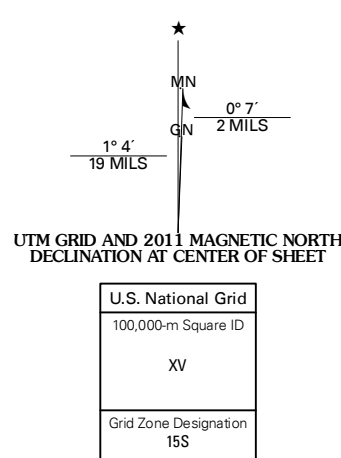 ★
MN
GN
0° 7´
2 MILS
1° 4´
19 MILS
UTM GRID AND 2011 MAGNETIC NORTH
DECLINATION AT CENTER OF SHEET
U.S. National Grid
100,000-m Square ID
XV
Grid Zone Designation
15S